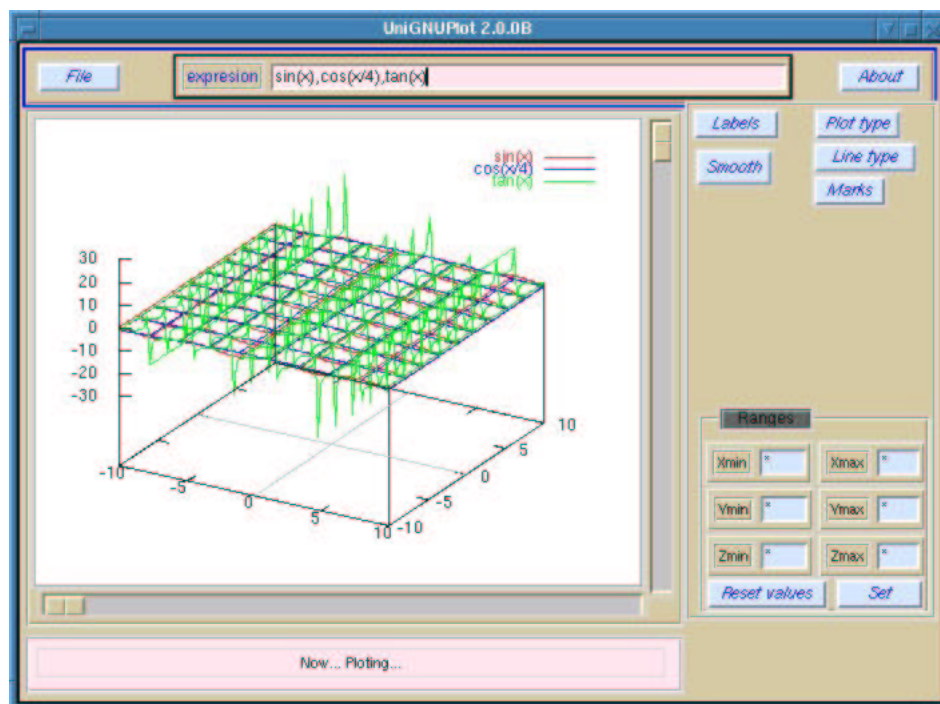 UniGNUPlot 2.0.0B
File
expresion
sin(x),cos(x/4),tan(x)
About
Labels
Plot type
Smooth
Line type
Marks
sin(x)
cos(x/4)
tan(x)
30
20
10
0
-10
-20
-30
-10
-5
0
5
10
-10
-5
0
5
10
Ranges
Xmin *
Xmax *
Ymin *
Ymax *
Zmin *
Zmax *
Reset values
Set
Now... Ploting...